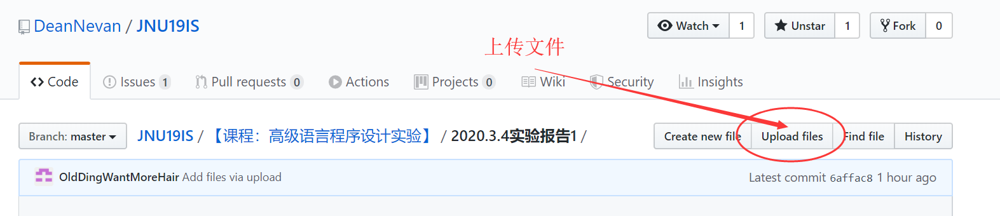 DeanNevan / JNU19IS
Watch 1 Unstar 1 Fork 0
上传文件
Code Issues 1 Pull requests 0 Actions Projects 0 Wiki Security Insights
Branch: master JNU19IS / 【课程：高级语言程序设计实验】 / 2020.3.4实验报告1 / Create new file Upload files Find file History
OldDingWantMoreHair Add files via upload Latest commit 6affac8 1 hour ago